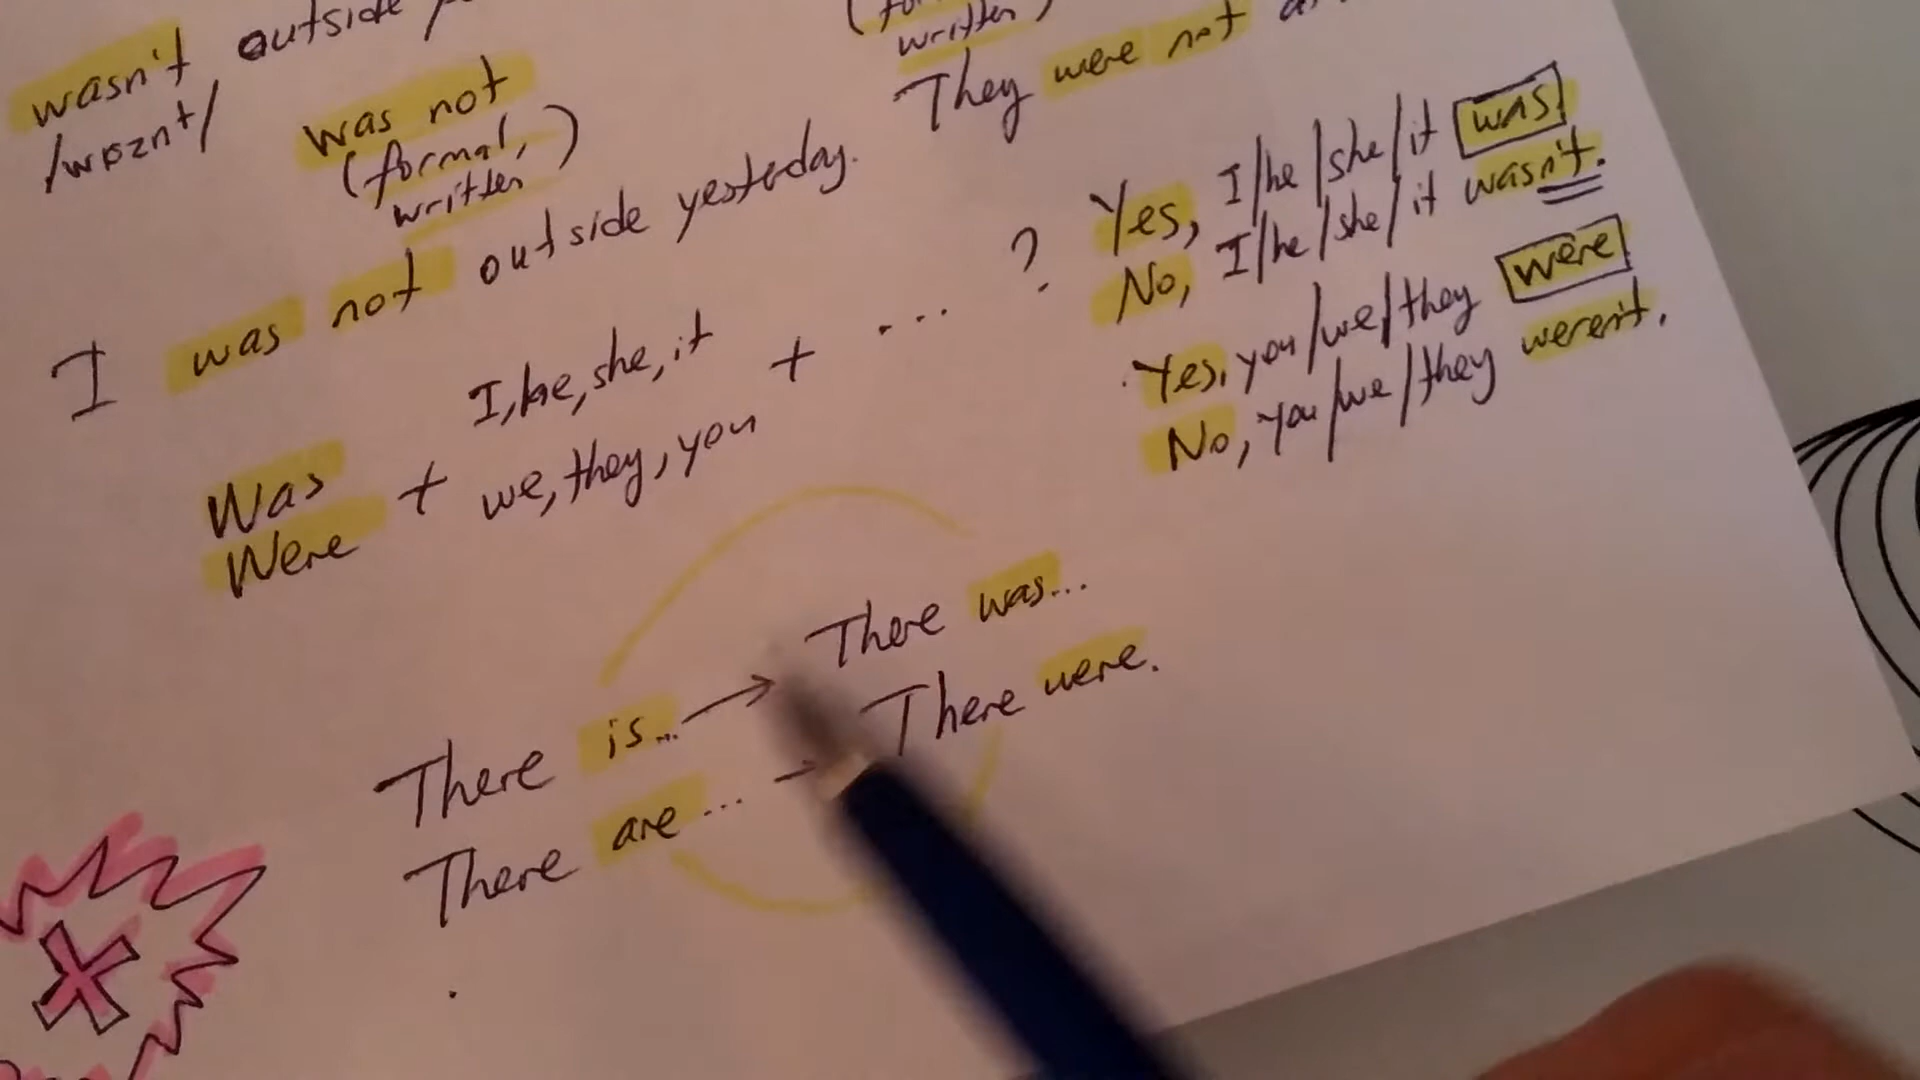 wasn't outside
/wɒznt/
was not
(formal,
written)
written)
They were not
I was not outside yesterday.
Was
Were
+
I, he, she, it
we, they, you
+ ... ?
Yes, I/he/she/it was
No, I/he/she/it wasn't.
Yes, you/we/they were
No, you/we/they weren't.
There is... → There was...
There are ... → There were.